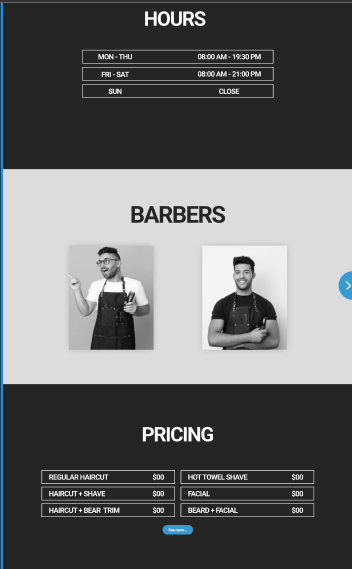 HOURS
MON - THU 08:00 AM - 19:30 PM
FRI - SAT 08:00 AM - 21:00 PM
SUN CLOSE
BARBERS
PRICING
REGULAR HAIRCUT $00 HOT TOWEL SHAVE $00
HAIRCUT + SHAVE $00 FACIAL $00
HAIRCUT + BEAR TRIM $00 BEARD + FACIAL $00